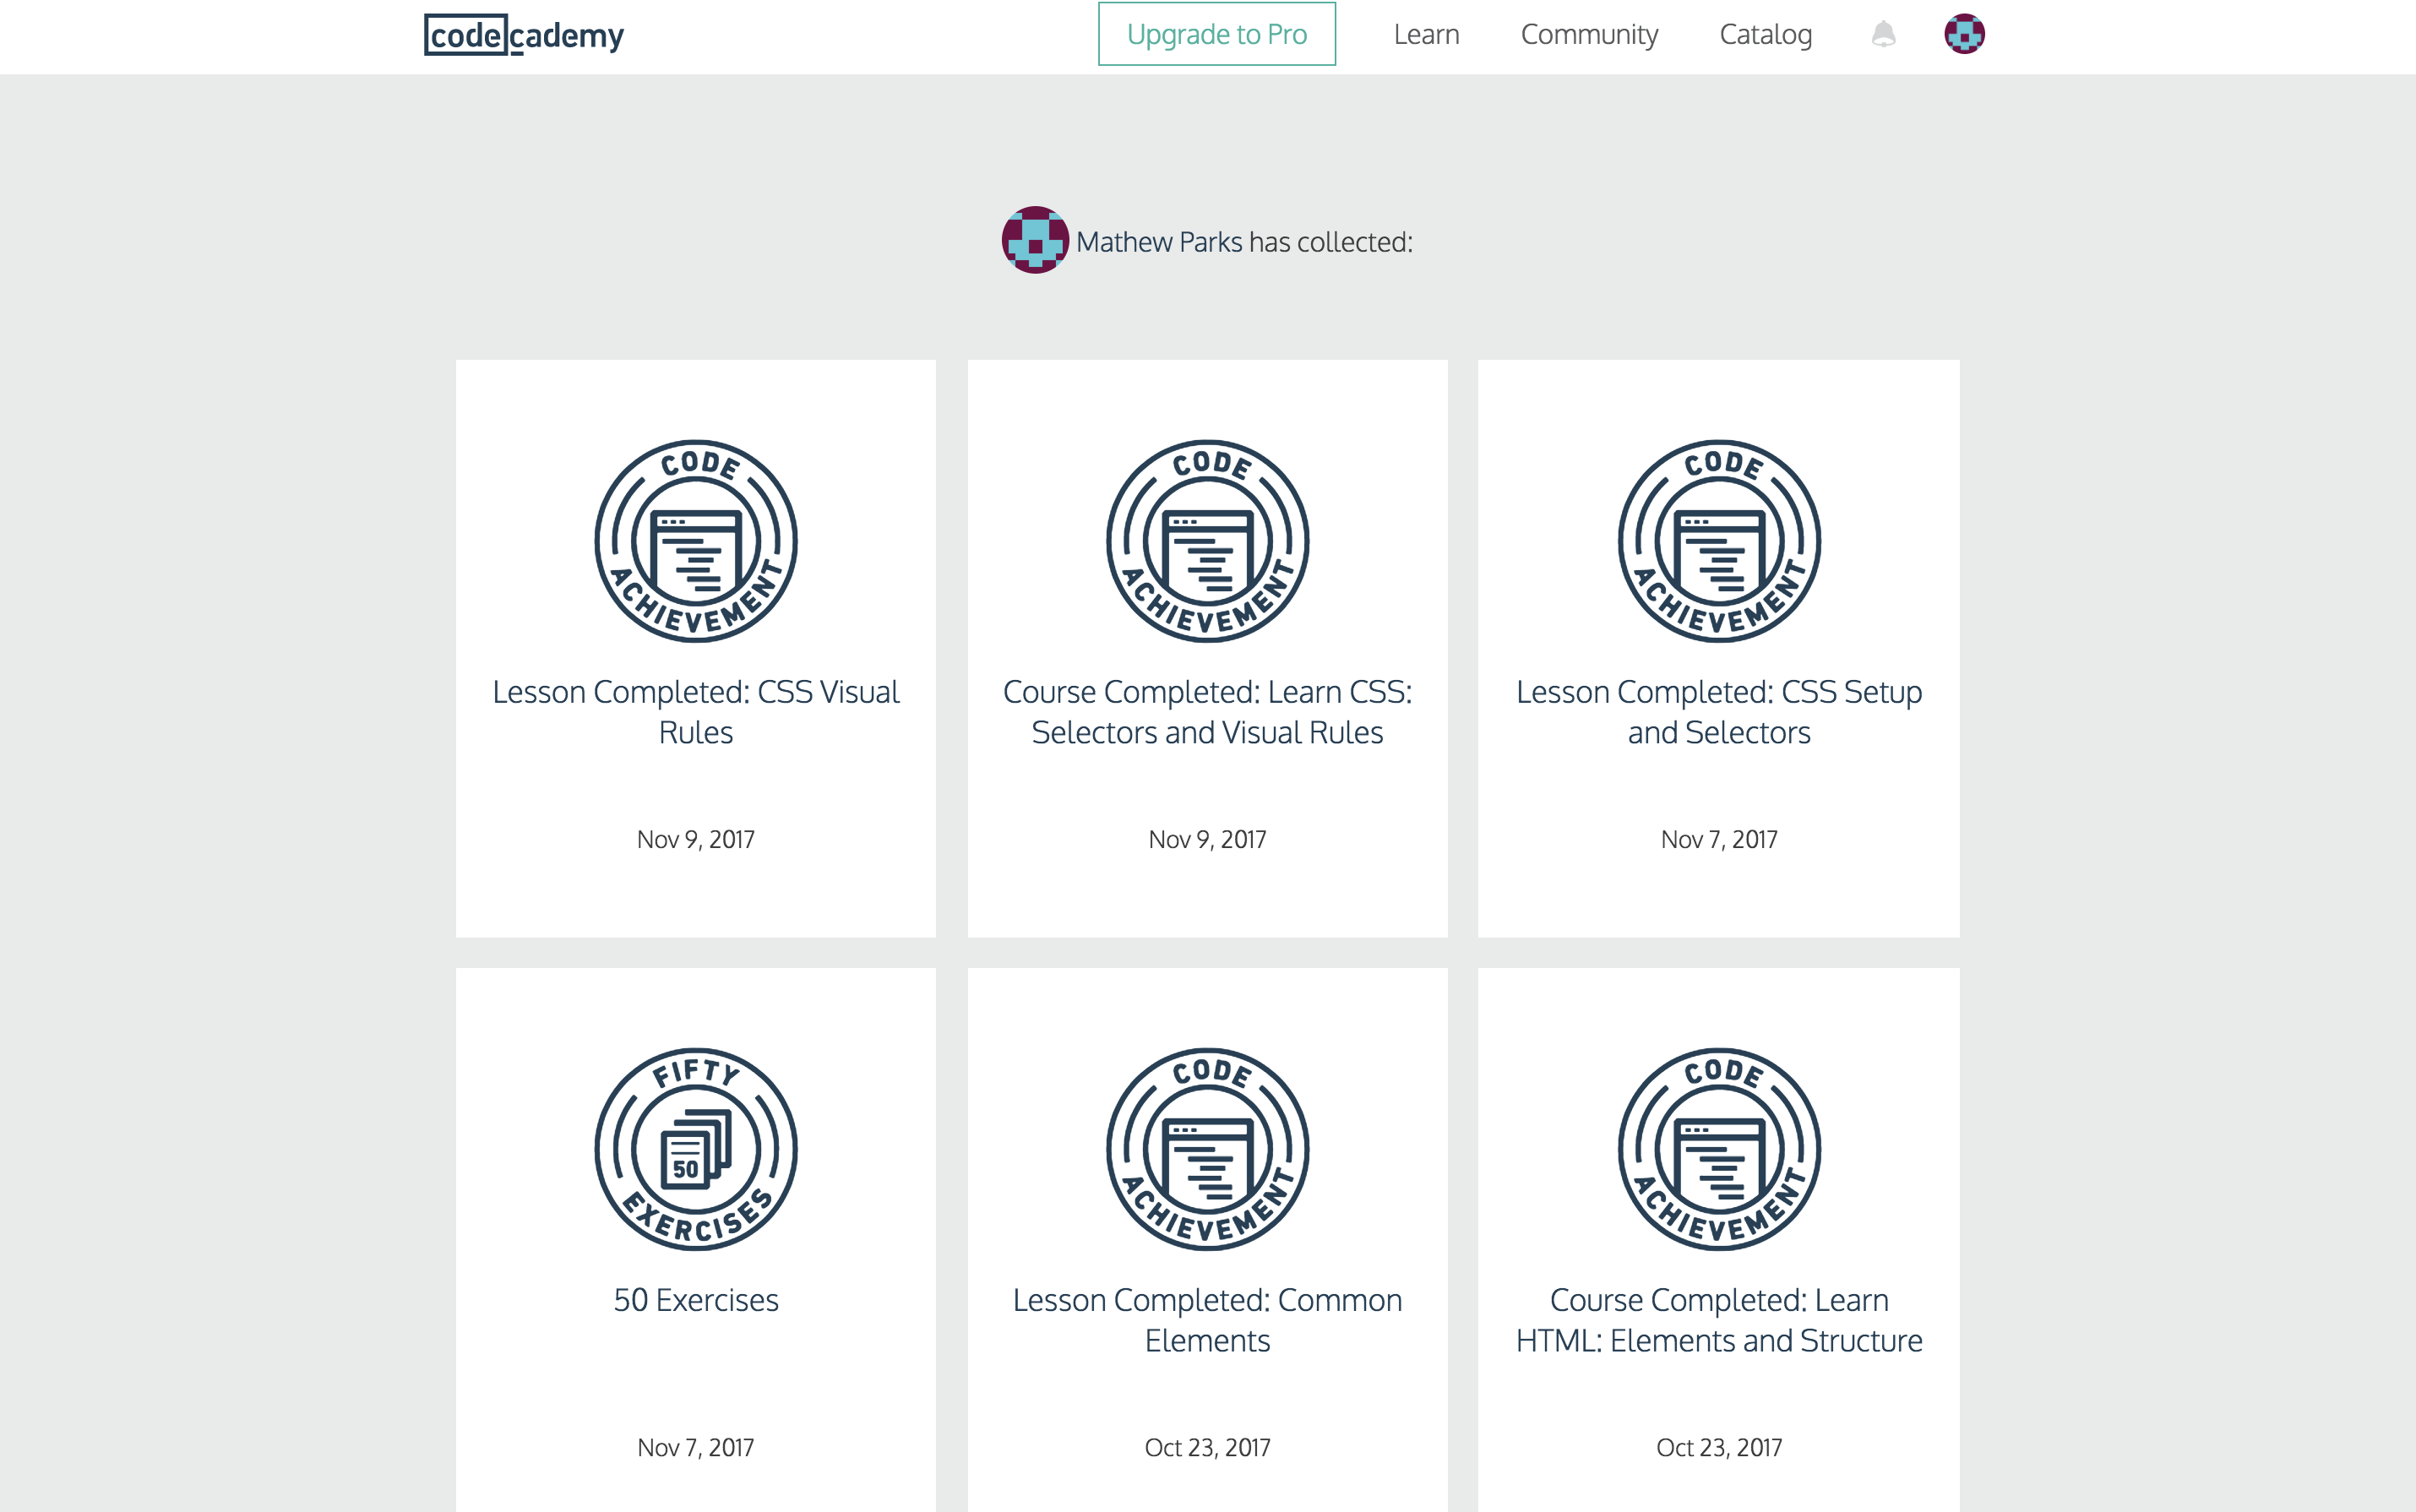 codecademy
Upgrade to Pro
Learn
Community
Catalog
Mathew Parks has collected:
CODE
ACHIEVEMENT
Lesson Completed: CSS Visual
Rules
Nov 9, 2017
CODE
ACHIEVEMENT
Course Completed: Learn CSS:
Selectors and Visual Rules
Nov 9, 2017
CODE
ACHIEVEMENT
Lesson Completed: CSS Setup
and Selectors
Nov 7, 2017
FIFTY
50
EXERCISES
50 Exercises
Nov 7, 2017
CODE
ACHIEVEMENT
Lesson Completed: Common
Elements
Oct 23, 2017
CODE
ACHIEVEMENT
Course Completed: Learn
HTML: Elements and Structure
Oct 23, 2017